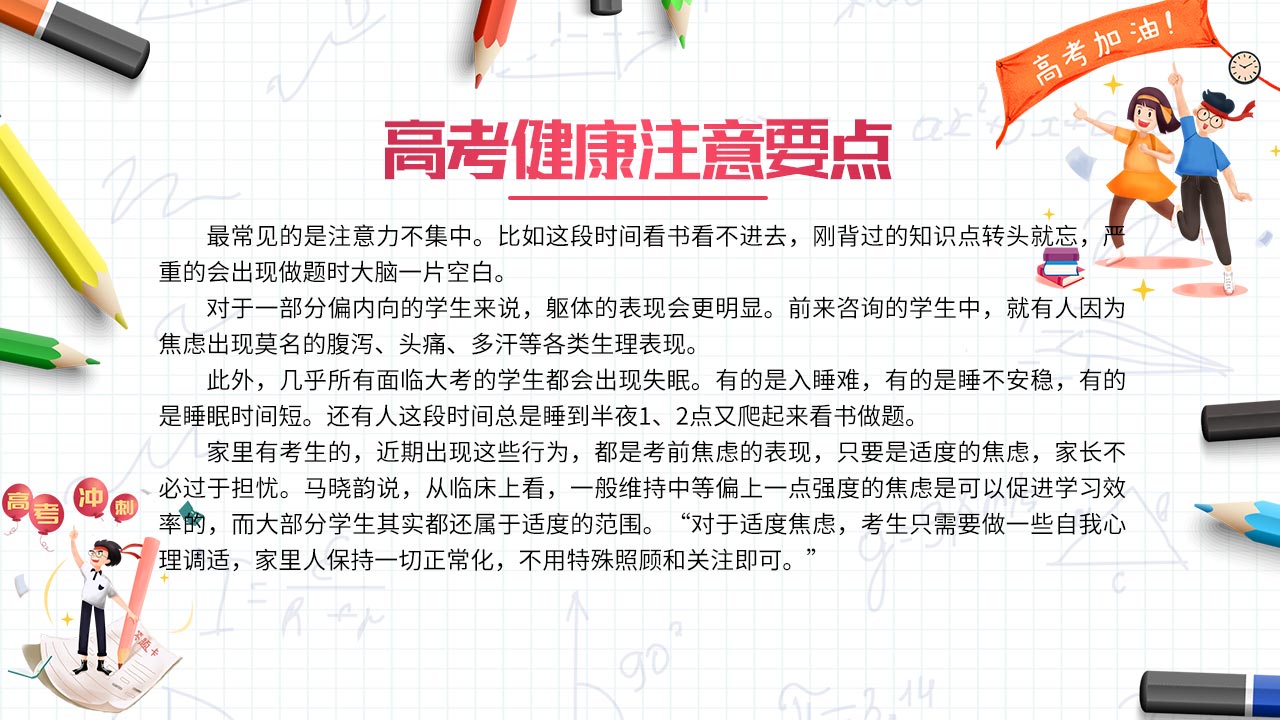 高考加油!
高考健康注意要点
最常见的是注意力不集中。比如这段时间看书看不进去，刚背过的知识点转头就忘，严
重的会出现做题时大脑一片空白。
对于一部分偏内向的学生来说，躯体的表现会更明显。前来咨询的学生中，就有人因为
焦虑出现莫名的腹泻、头痛、多汗等各类生理表现。
此外，几乎所有面临大考的学生都会出现失眠。有的是入睡难，有的是睡不安稳，有的
是睡眠时间短。还有人这段时间总是睡到半夜1、2点又爬起来看书做题。
家里有考生的，近期出现这些行为，都是考前焦虑的表现，只要是适度的焦虑，家长不
必过于担忧。马晓韵说，从临床上看，一般维持中等偏上一点强度的焦虑是可以促进学习效
率的，而大部分学生其实都还属于适度的范围。“对于适度焦虑，考生只需要做一些自我心
理调适，家里人保持一切正常化，不用特殊照顾和关注即可。”
高考冲刺
答题卡
90°
π=3.14